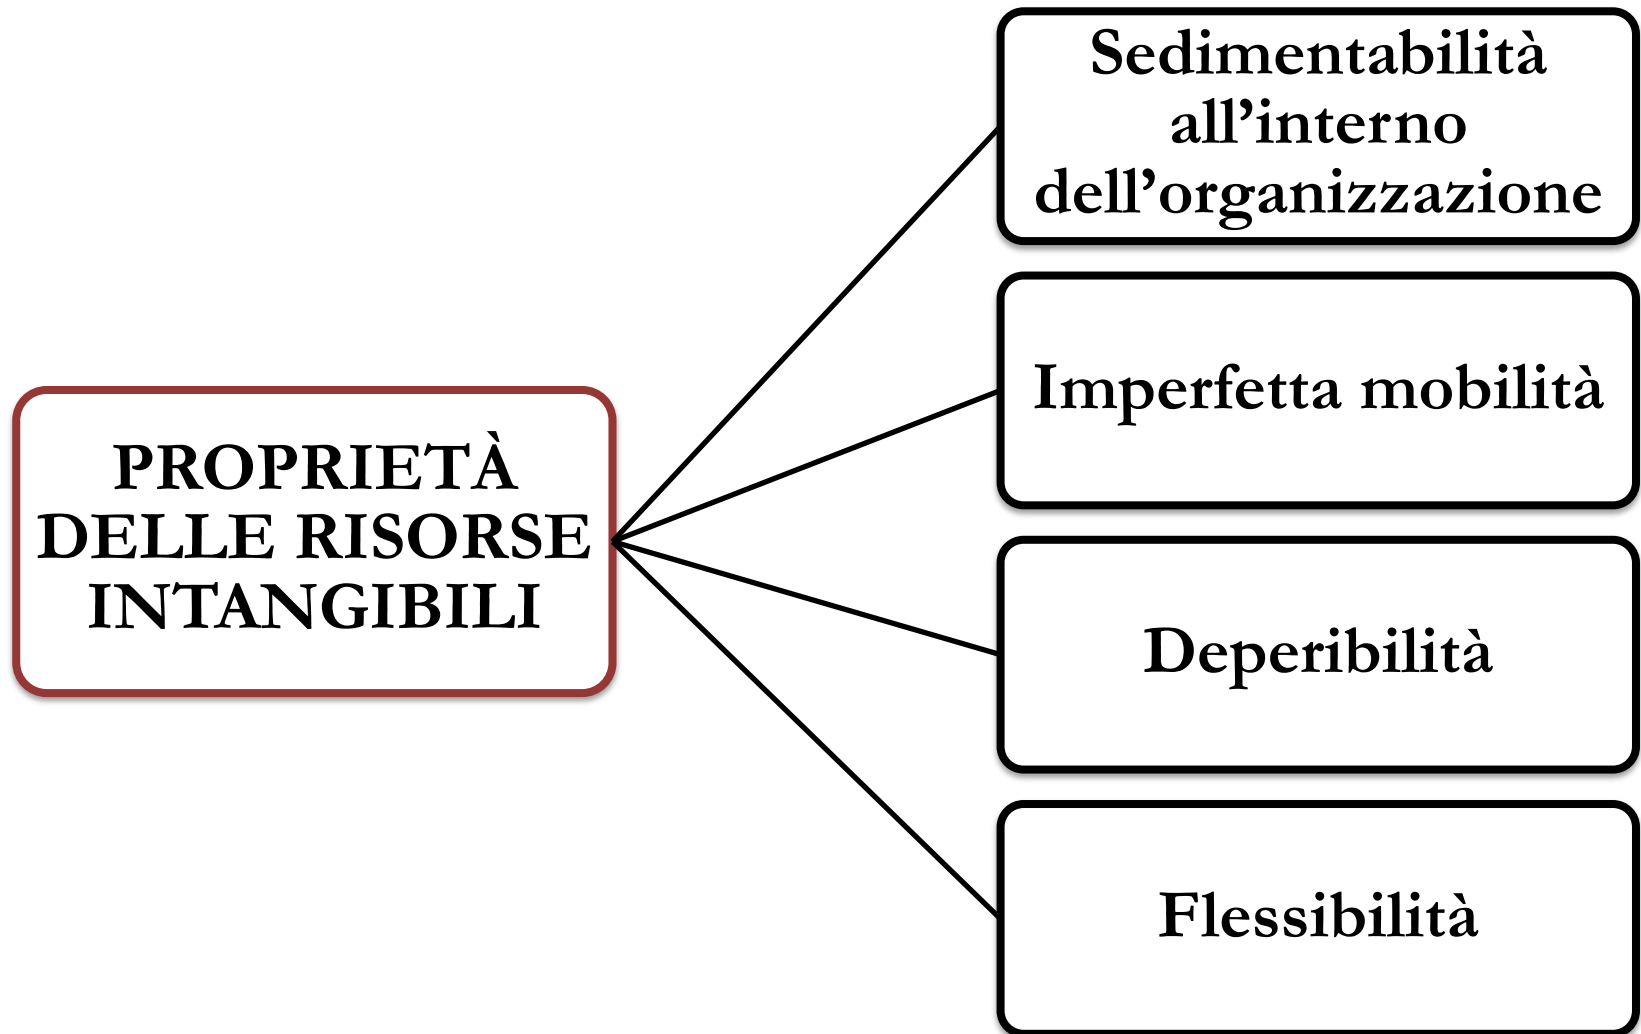 PROPRIETÀ
DELLE RISORSE
INTANGIBILI
Sedimentabilità
all’interno
dell’organizzazione
Imperfetta mobilità
Deperibilità
Flessibilità